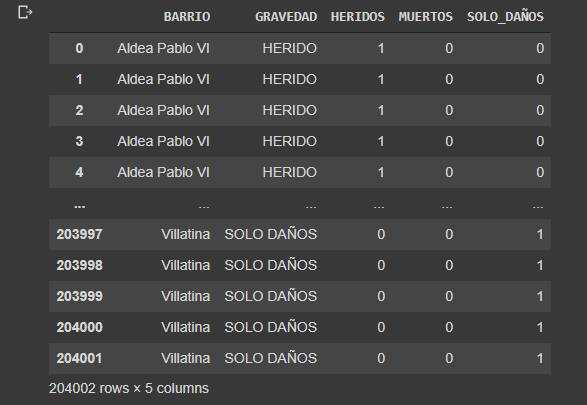 BARRIO GRAVEDAD HERIDOS MUERTOS SOLO_DAÑOS
0 Aldea Pablo VI HERIDO 1 0 0
1 Aldea Pablo VI HERIDO 1 0 0
2 Aldea Pablo VI HERIDO 1 0 0
3 Aldea Pablo VI HERIDO 1 0 0
4 Aldea Pablo VI HERIDO 1 0 0
... ... ... ... ... ...
203997 Villatina SOLO DAÑOS 0 0 1
203998 Villatina SOLO DAÑOS 0 0 1
203999 Villatina SOLO DAÑOS 0 0 1
204000 Villatina SOLO DAÑOS 0 0 1
204001 Villatina SOLO DAÑOS 0 0 1
204002 rows × 5 columns